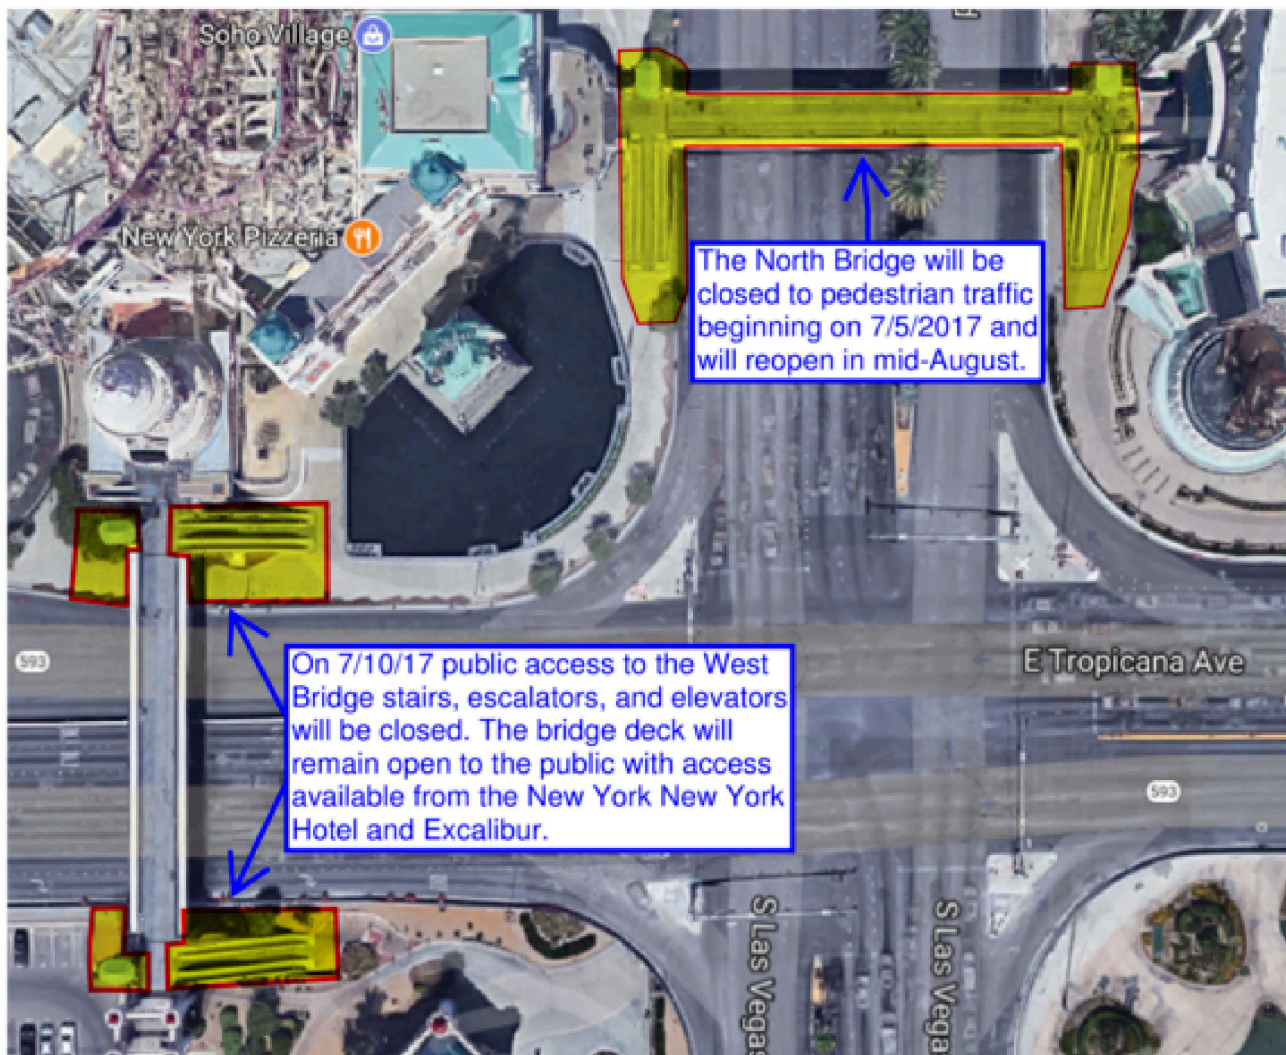 Soho Village
New York Pizzeria
The North Bridge will be
closed to pedestrian traffic
beginning on 7/5/2017 and
will reopen in mid-August.
593
E Tropicana Ave
On 7/10/17 public access to the West
Bridge stairs, escalators, and elevators
will be closed. The bridge deck will
remain open to the public with access
available from the New York New York
Hotel and Excalibur.
593
S Las Vegas
S Las Vegas